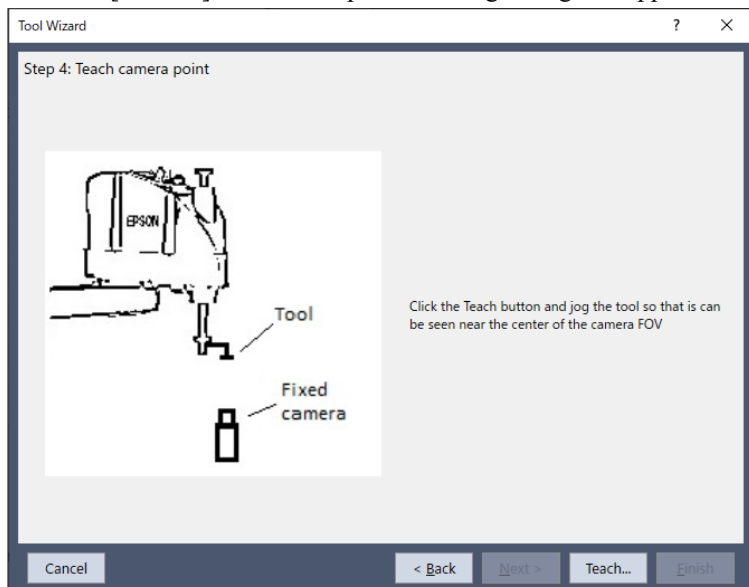 Tool Wizard ? ×
Step 4: Teach camera point
EPSON
Tool
Click the Teach button and jog the tool so that is can
be seen near the center of the camera FOV
Fixed
camera
Cancel < Back Next > Teach... Finish